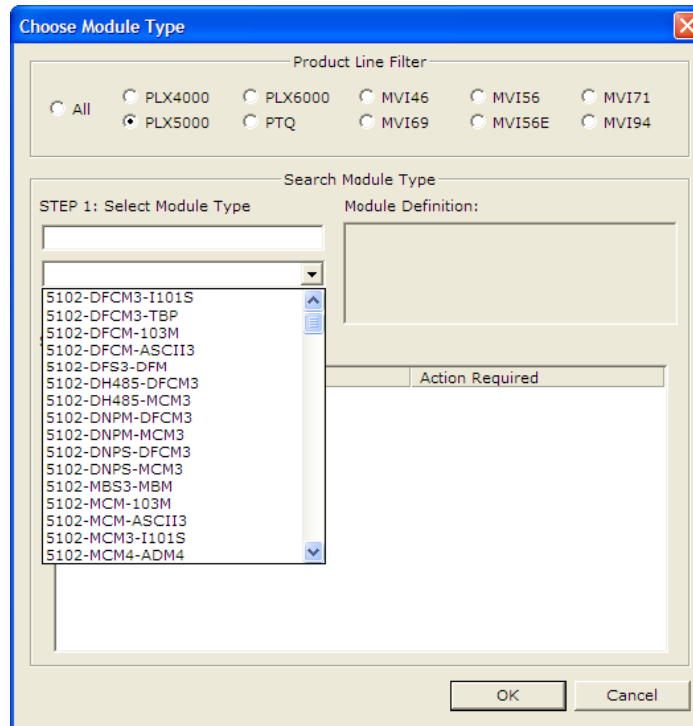 Choose Module Type
Product Line Filter
All
PLX4000 PLX6000 MVI46 MVI56 MVI71
PLX5000 PTQ MVI69 MVI56E MVI94
Search Module Type
STEP 1: Select Module Type Module Definition:
5102-DFCM3-I101S
5102-DFCM3-TBP
5102-DFCM-103M
5102-DFCM-ASCII3
5102-DFS3-DFM
5102-DH485-DFCM3
5102-DH485-MCM3
5102-DNPM-DFCM3
5102-DNPM-MCM3
5102-DNPS-DFCM3
5102-DNPS-MCM3
5102-MBS3-MBM
5102-MCM-103M
5102-MCM-ASCII3
5102-MCM3-I101S
5102-MCM4-ADM4
Action Required
OK Cancel